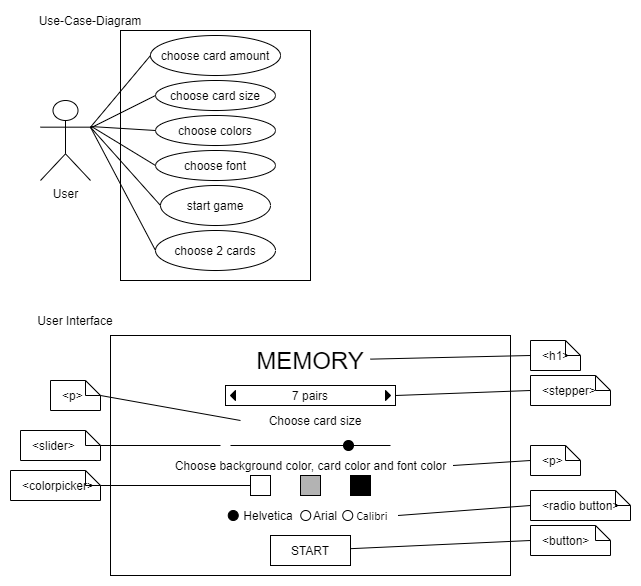 Use-Case-Diagram
choose card amount
choose card size
choose colors
choose font
User
start game
choose 2 cards
User Interface
MEMORY
<h1>
<p>
7 pairs
<stepper>
Choose card size
<slider>
Choose background color, card color and font color
<p>
<colorpicker>
Helvetica Arial Calibri
<radio button>
START
<button>